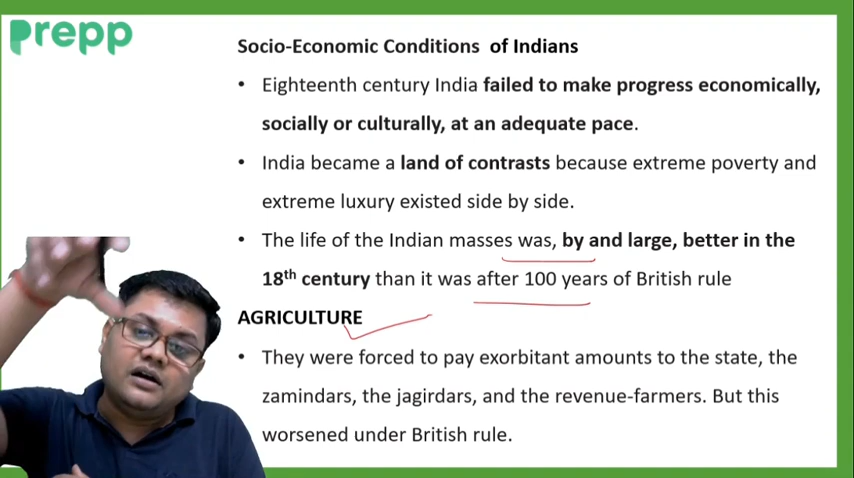 prepp
Socio-Economic Conditions of Indians
• Eighteenth century India failed to make progress economically,
socially or culturally, at an adequate pace.
• India became a land of contrasts because extreme poverty and
extreme luxury existed side by side.
• The life of the Indian masses was, by and large, better in the
18th century than it was after 100 years of British rule
AGRICULTURE
• They were forced to pay exorbitant amounts to the state, the
zamindars, the jagirdars, and the revenue-farmers. But this
worsened under British rule.